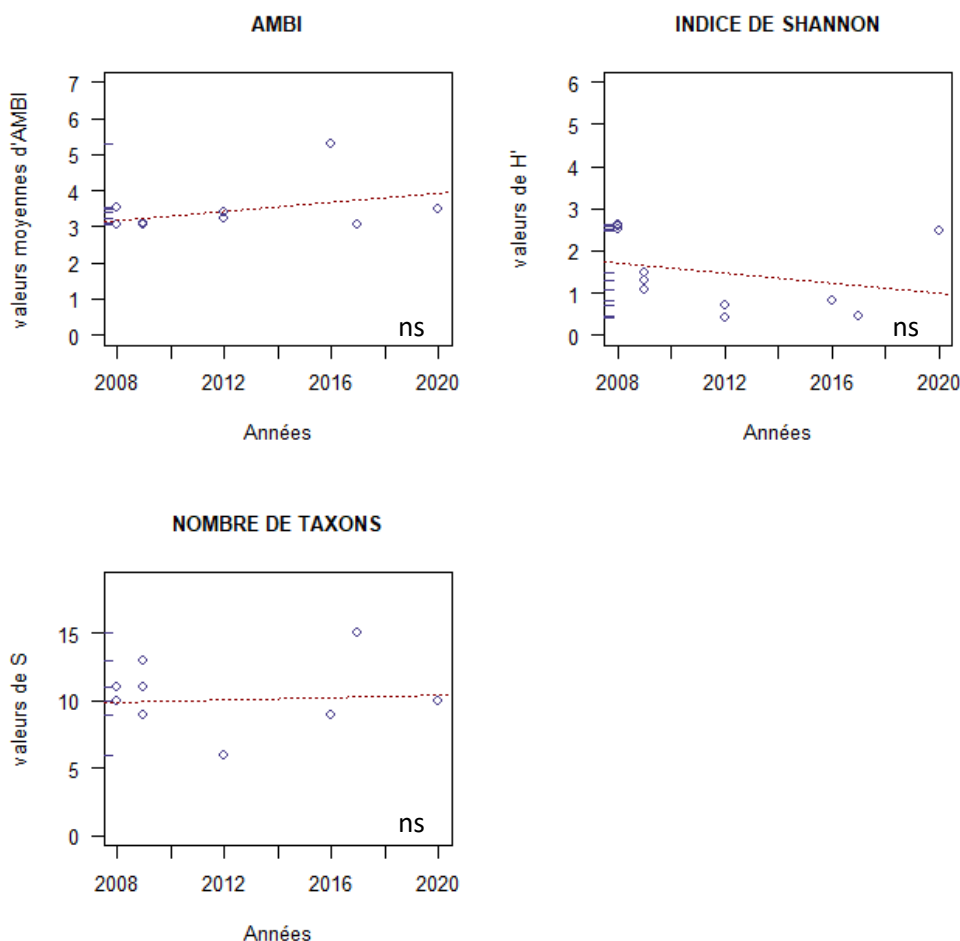 AMBI
valeurs moyennes d'AMBI
7
6
5
4
3
2
1
0
ns
2008 2012 2016 2020
Années
INDICE DE SHANNON
valeurs de H'
6
5
4
3
2
1
0
ns
2008 2012 2016 2020
Années
NOMBRE DE TAXONS
valeurs de S
15
10
5
0
ns
2008 2012 2016 2020
Années